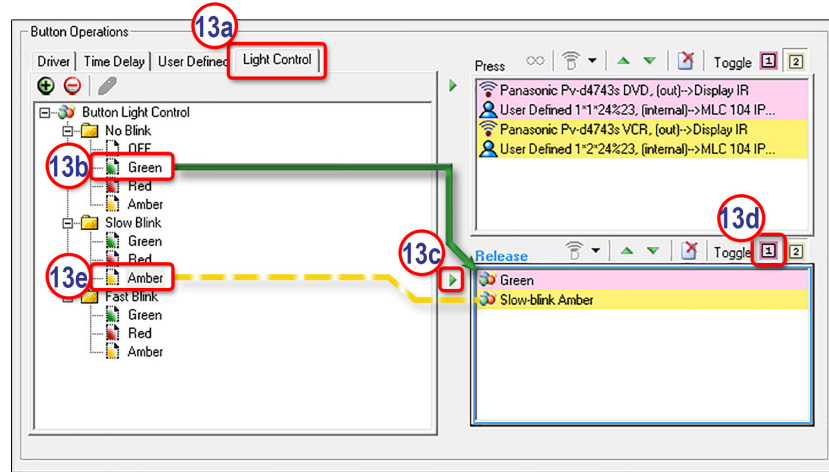 Button Operations
13a
Driver
Time Delay
User Defined
Light Control
Button Light Control
No Blink
OFF
13b
Green
Red
Amber
Slow Blink
Green
Red
13e
Amber
Fast Blink
Green
Red
Amber
Press
Toggle 1 2
Panasonic Pv-d4743s DVD, (out)-->Display IR
User Defined 1*1*24%23, (internal)-->MLC 104 IP...
Panasonic Pv-d4743s VCR, (out)-->Display IR
User Defined 1*2*24%23, (internal)-->MLC 104 IP...
13d
13c
Release
Toggle 1 2
Green
Slow-blink Amber